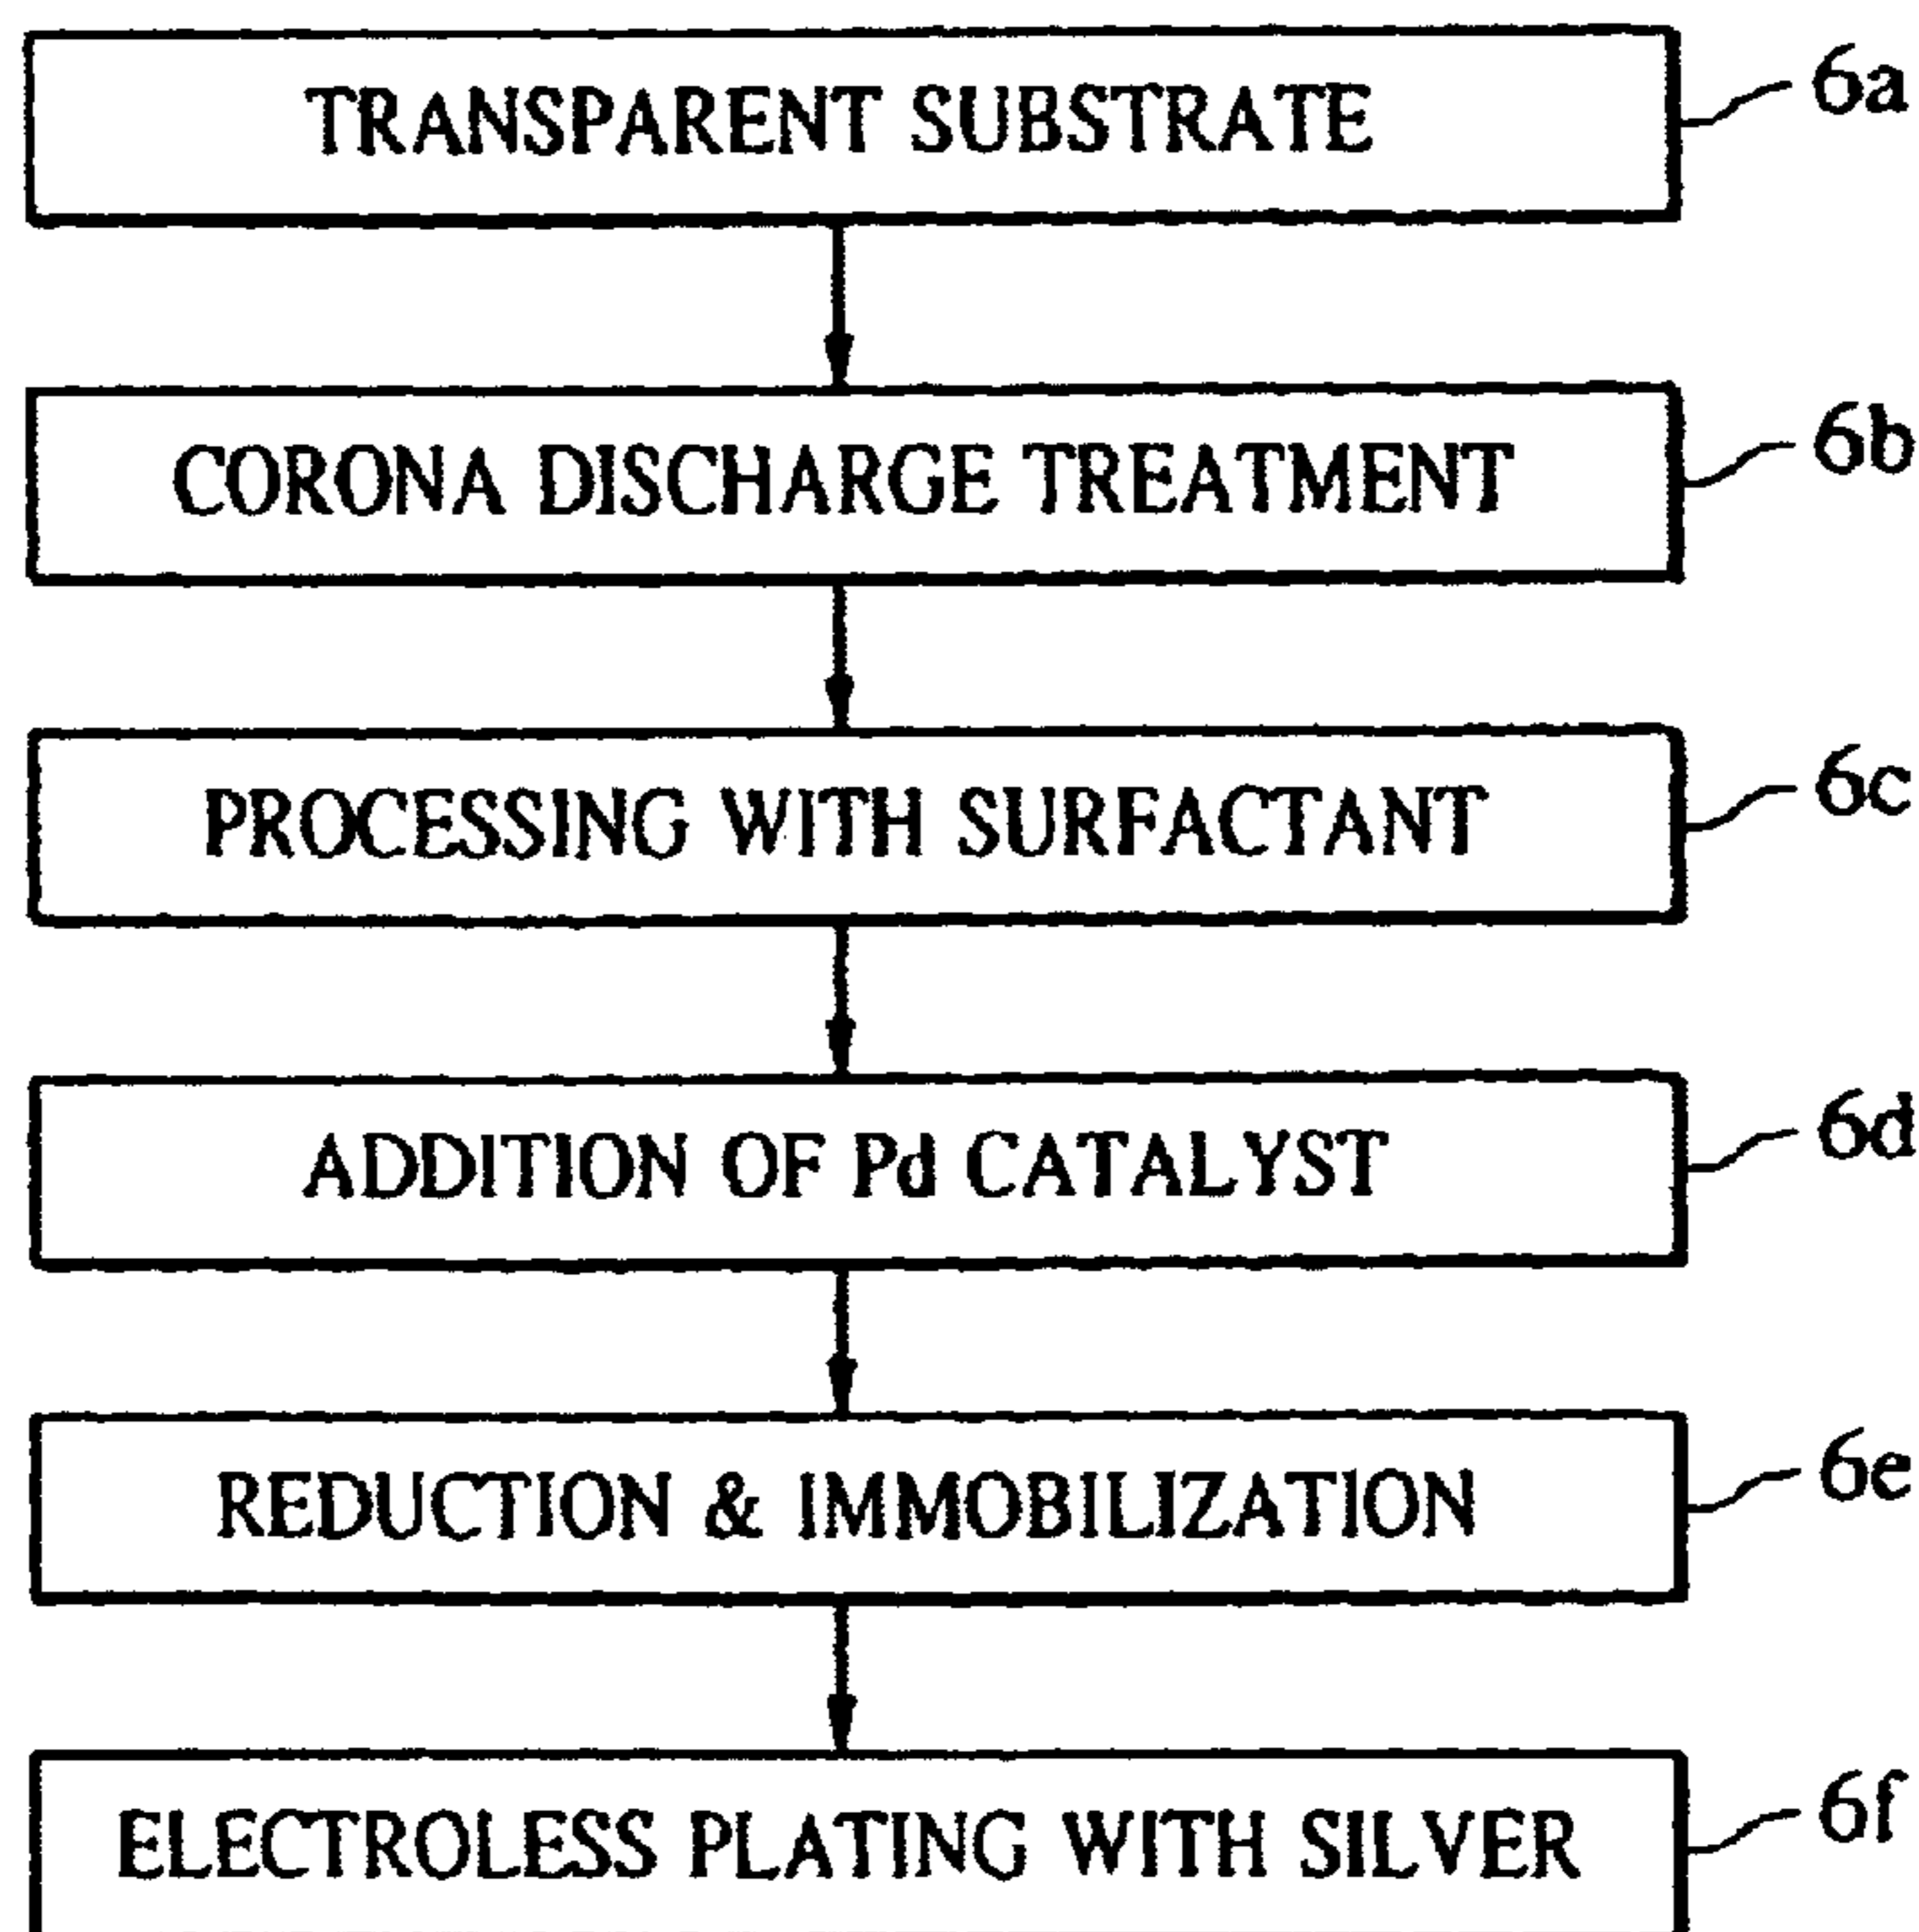 TRANSPARENT SUBSTRATE 6a
CORONA DISCHARGE TREATMENT 6b
PROCESSING WITH SURFACTANT 6c
ADDITION OF Pd CATALYST 6d
REDUCTION & IMMOBILIZATION 6e
ELECTROLESS PLATING WITH SILVER 6f